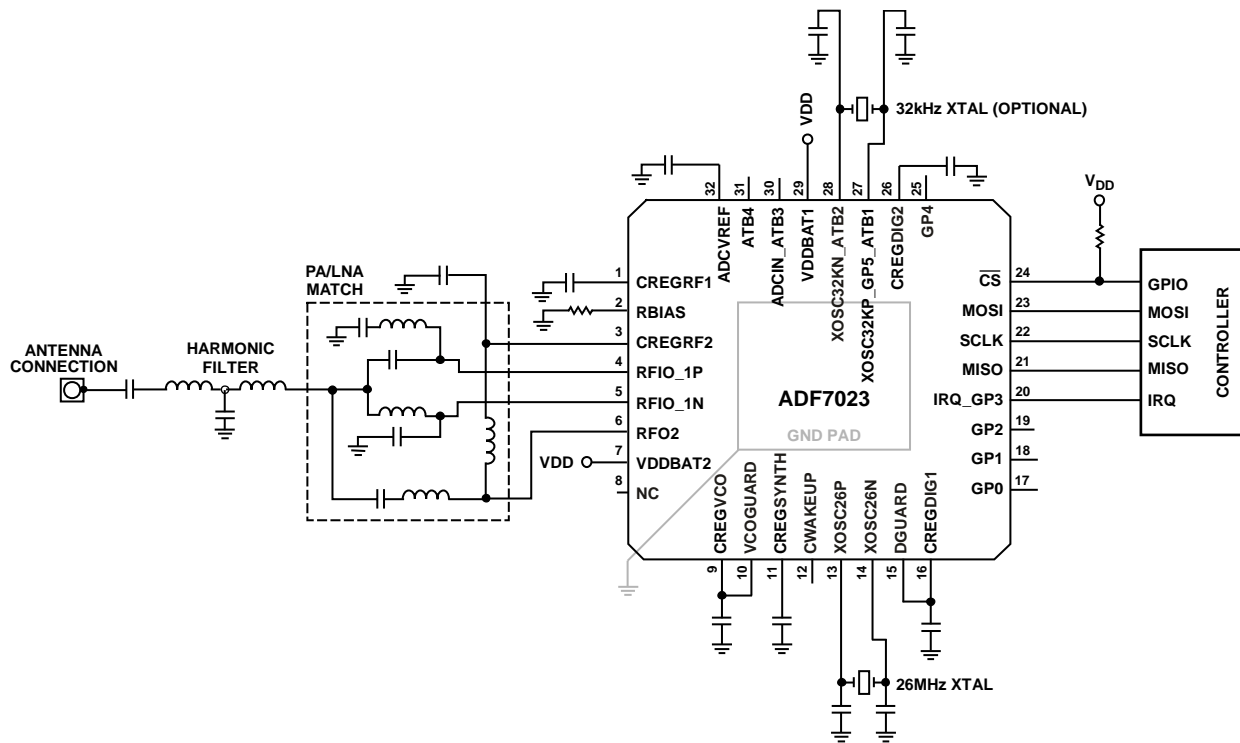 VDD
32kHz XTAL (OPTIONAL)
32
31
30
29
28
27
26
25
ADCVREF
ATB4
ADCIN_ATB3
VDDBAT1
XOSC32KN_ATB2
XOSC32KP_GP5_ATB1
CREGDIG2
GP4
VDD
PA/LNA
MATCH
ANTENNA
CONNECTION
HARMONIC
FILTER
1
CREGRF1
2
RBIAS
3
CREGRF2
4
RFIO_1P
5
RFIO_1N
6
RFO2
VDD
7
VDDBAT2
8
NC
ADF7023
GND PAD
CS
24
GPIO
MOSI
23
MOSI
SCLK
22
SCLK
MISO
21
MISO
IRQ_GP3
20
IRQ
GP2
19
GP1
18
GP0
17
CONTROLLER
CREGVCO
VCOGUARD
CREGSYNTH
CWAKEUP
XOSC26P
XOSC26N
DGUARD
CREGDIG1
9
10
11
12
13
14
15
16
26MHz XTAL